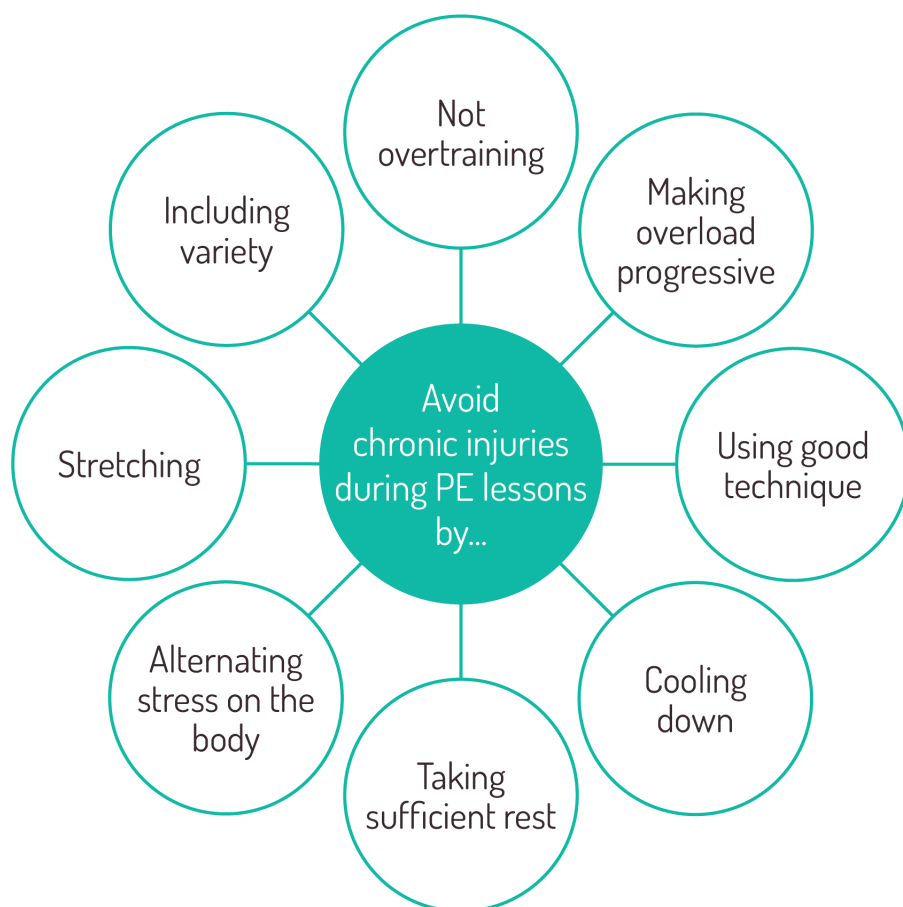 Avoid
chronic injuries
during PE lessons
by...
Not
overtraining
Making
overload
progressive
Using good
technique
Cooling
down
Taking
sufficient rest
Alternating
stress on the
body
Stretching
Including
variety